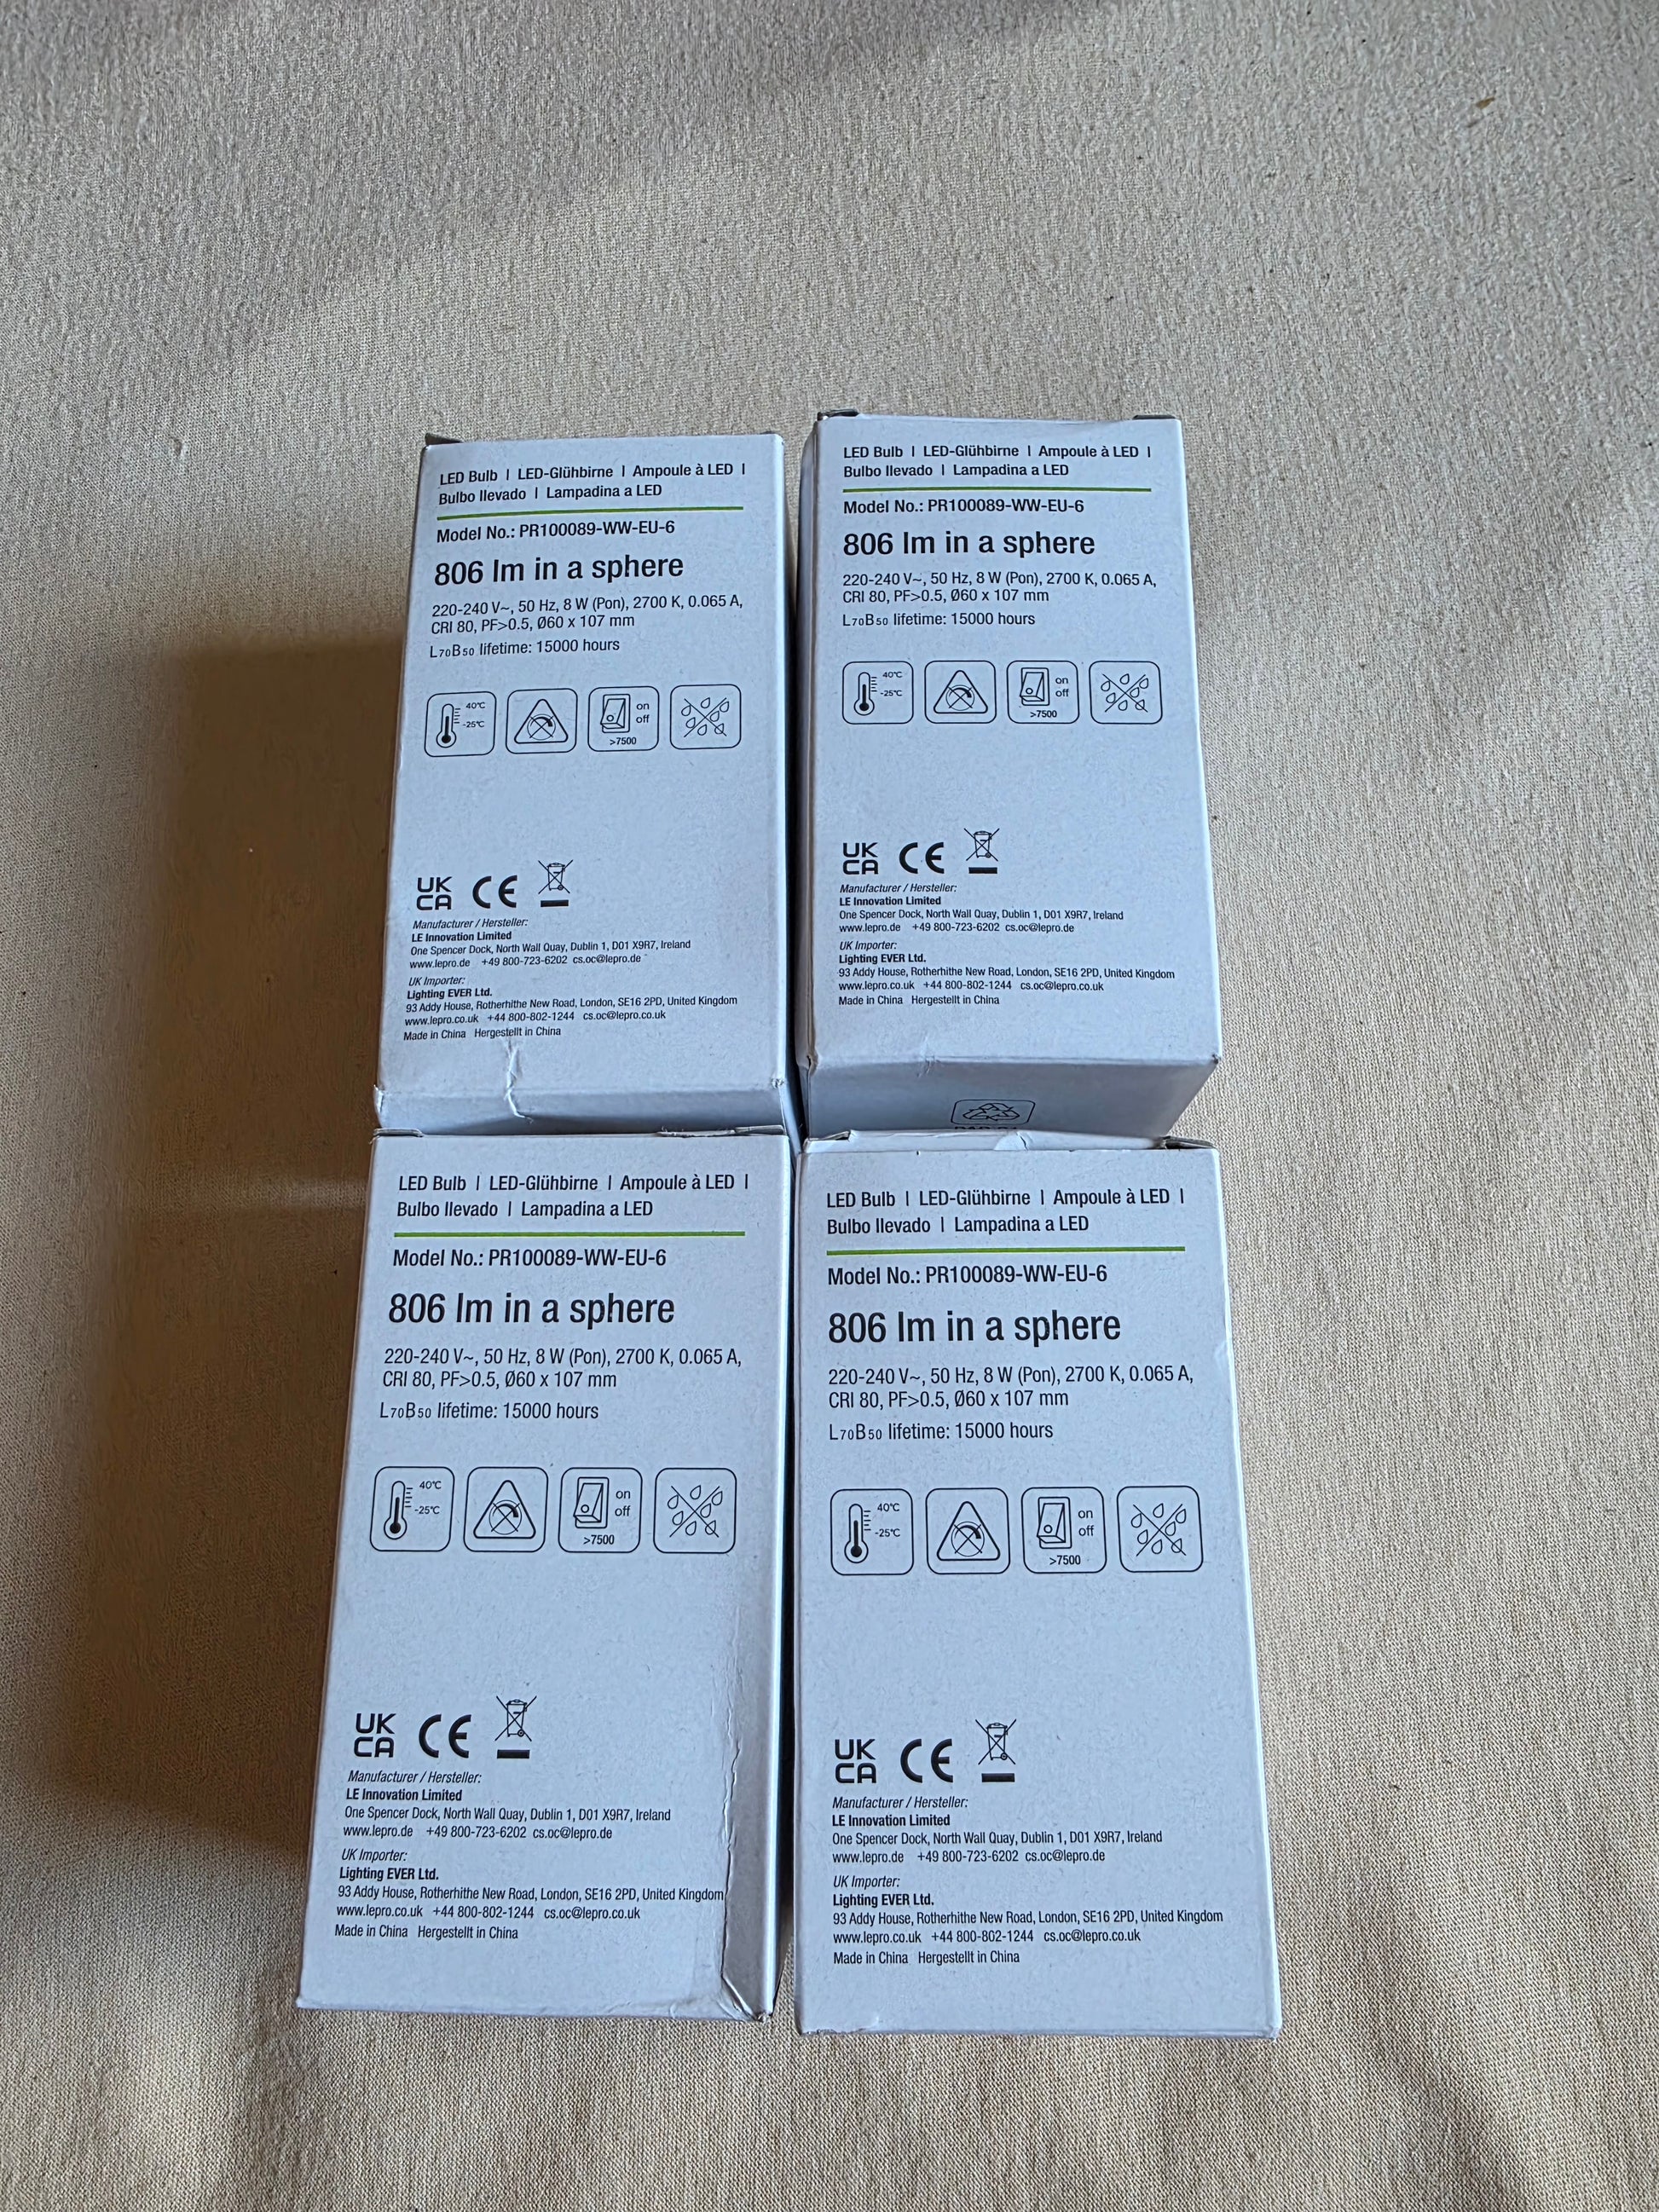 LED Bulb | LED-Glühbirne | Ampoule à LED |
Bulbo llevado | Lampadina a LED
Model No.: PR100089-WW-EU-6
806 lm in a sphere
220-240 V~, 50 Hz, 8 W (Pon), 2700 K, 0.065 A,
CRI 80, PF>0.5, Ø60 x 107 mm
L70B50 lifetime: 15000 hours
40℃
-25℃
on
off
>7500
UK
CA CE
Manufacturer / Hersteller:
LE Innovation Limited
One Spencer Dock, North Wall Quay, Dublin 1, D01 X9R7, Ireland
www.lepro.de +49 800-723-6202 cs.oc@lepro.de
UK Importer:
Lighting EVER Ltd.
93 Addy House, Rotherhithe New Road, London, SE16 2PD, United Kingdom
www.lepro.co.uk +44 800-802-1244 cs.oc@lepro.co.uk
Made in China Hergestellt in China
LED Bulb | LED-Glühbirne | Ampoule à LED |
Bulbo llevado | Lampadina a LED
Model No.: PR100089-WW-EU-6
806 lm in a sphere
220-240 V~, 50 Hz, 8 W (Pon), 2700 K, 0.065 A,
CRI 80, PF>0.5, Ø60 x 107 mm
L70B50 lifetime: 15000 hours
40℃
-25℃
on
off
>7500
UK
CA CE
Manufacturer / Hersteller:
LE Innovation Limited
One Spencer Dock, North Wall Quay, Dublin 1, D01 X9R7, Ireland
www.lepro.de +49 800-723-6202 cs.oc@lepro.de
UK Importer:
Lighting EVER Ltd.
93 Addy House, Rotherhithe New Road, London, SE16 2PD, United Kingdom
www.lepro.co.uk +44 800-802-1244 cs.oc@lepro.co.uk
Made in China Hergestellt in China
LED Bulb | LED-Glühbirne | Ampoule à LED |
Bulbo llevado | Lampadina a LED
Model No.: PR100089-WW-EU-6
806 lm in a sphere
220-240 V~, 50 Hz, 8 W (Pon), 2700 K, 0.065 A,
CRI 80, PF>0.5, Ø60 x 107 mm
L70B50 lifetime: 15000 hours
40℃
-25℃
on
off
>7500
UK
CA CE
Manufacturer / Hersteller:
LE Innovation Limited
One Spencer Dock, North Wall Quay, Dublin 1, D01 X9R7, Ireland
www.lepro.de +49 800-723-6202 cs.oc@lepro.de
UK Importer:
Lighting EVER Ltd.
93 Addy House, Rotherhithe New Road, London, SE16 2PD, United Kingdom
www.lepro.co.uk +44 800-802-1244 cs.oc@lepro.co.uk
Made in China Hergestellt in China
LED Bulb | LED-Glühbirne | Ampoule à LED |
Bulbo llevado | Lampadina a LED
Model No.: PR100089-WW-EU-6
806 lm in a sphere
220-240 V~, 50 Hz, 8 W (Pon), 2700 K, 0.065 A,
CRI 80, PF>0.5, Ø60 x 107 mm
L70B50 lifetime: 15000 hours
40℃
-25℃
on
off
>7500
UK
CA CE
Manufacturer / Hersteller:
LE Innovation Limited
One Spencer Dock, North Wall Quay, Dublin 1, D01 X9R7, Ireland
www.lepro.de +49 800-723-6202 cs.oc@lepro.de
UK Importer:
Lighting EVER Ltd.
93 Addy House, Rotherhithe New Road, London, SE16 2PD, United Kingdom
www.lepro.co.uk +44 800-802-1244 cs.oc@lepro.co.uk
Made in China Hergestellt in China